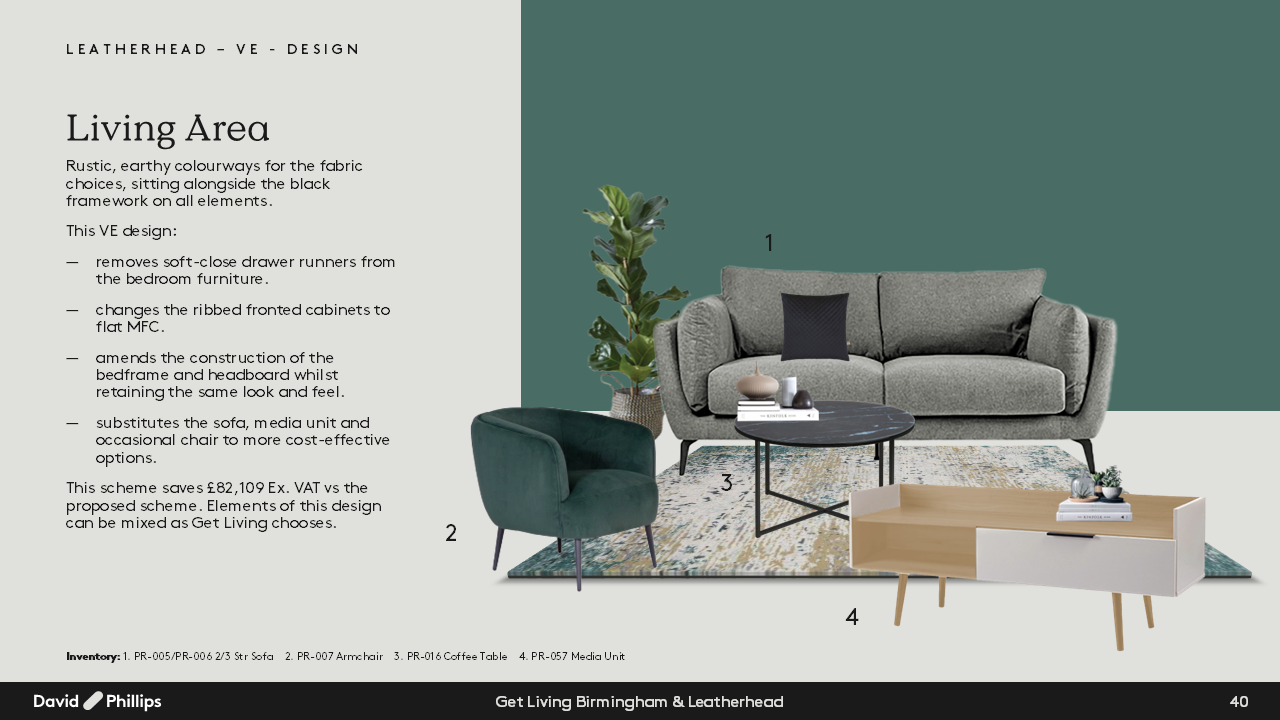 LEATHERHEAD – VE - DESIGN
Living Area
Rustic, earthy colourways for the fabric
choices, sitting alongside the black
framework on all elements.
This VE design:
— removes soft-close drawer runners from
the bedroom furniture.
— changes the ribbed fronted cabinets to
flat MFC.
— amends the construction of the
bedframe and headboard whilst
retaining the same look and feel.
— substitutes the sofa, media unit and
occasional chair to more cost-effective
options.
This scheme saves £82,109 Ex. VAT vs the
proposed scheme. Elements of this design
can be mixed as Get Living chooses.
1
2
3
4
Inventory: 1. PR-005/PR-006 2/3 Str Sofa 2. PR-007 Armchair 3. PR-016 Coffee Table 4. PR-057 Media Unit
David Phillips
Get Living Birmingham & Leatherhead
40